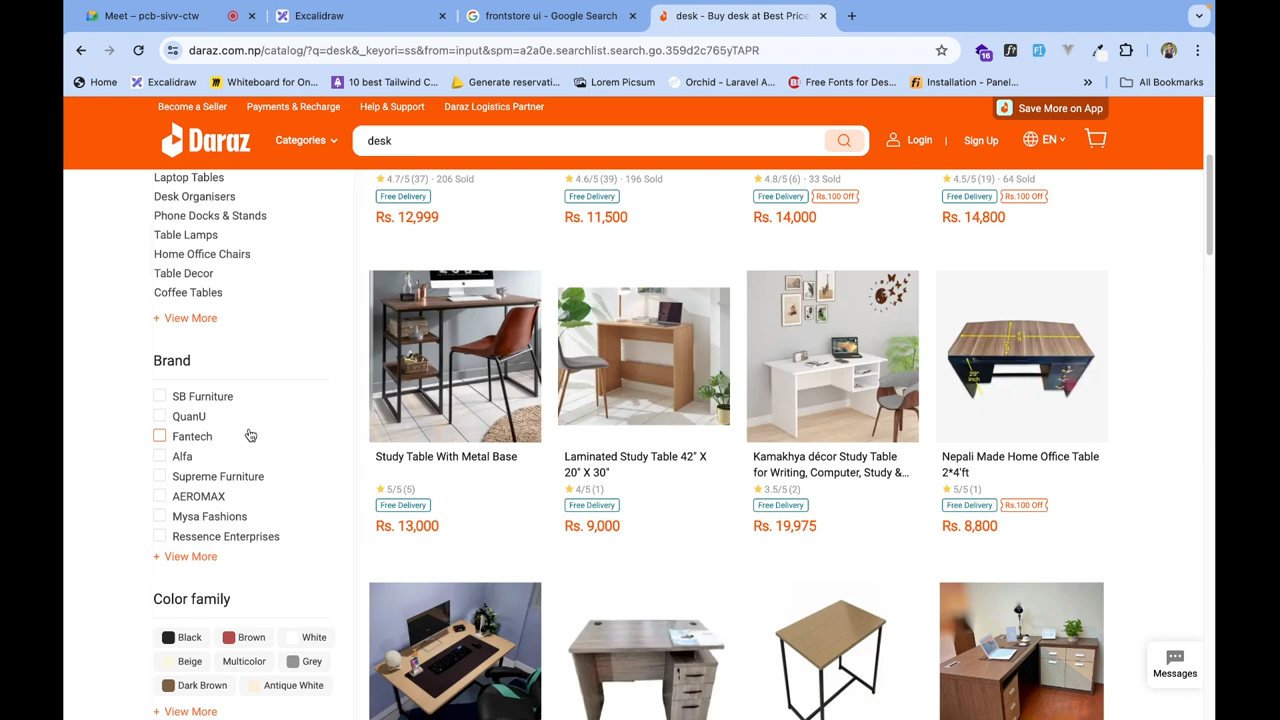 Meet – pcb-sivv-ctw
Excalidraw
frontstore ui - Google Search
desk - Buy desk at Best Price
daraz.com.np/catalog/?q=desk&_keyori=ss&from=input&spm=a2a0e.searchlist.search.go.359d2c765yTAPR
16
Home
Excalidraw
Whiteboard for On...
10 best Tailwind C...
Generate reservati...
Lorem Picsum
Orchid - Laravel A...
Free Fonts for Des...
Installation - Panel...
»
All Bookmarks
Become a Seller
Payments & Recharge
Help & Support
Daraz Logistics Partner
Save More on App
Daraz
Categories
desk
Login
|
Sign Up
EN
Laptop Tables
Desk Organisers
Phone Docks & Stands
Table Lamps
Home Office Chairs
Table Decor
Coffee Tables
+ View More
Brand
SB Furniture
QuanU
Fantech
Alfa
Supreme Furniture
AEROMAX
Mysa Fashions
Ressence Enterprises
+ View More
Color family
Black
Brown
White
Beige
Multicolor
Grey
Dark Brown
Antique White
+ View More
4.7/5 (37) · 206 Sold
Free Delivery
Rs. 12,999
4.6/5 (39) · 196 Sold
Free Delivery
Rs. 11,500
4.8/5 (6) · 33 Sold
Free Delivery
Rs.100 Off
Rs. 14,000
4.5/5 (19) · 64 Sold
Free Delivery
Rs.100 Off
Rs. 14,800
Study Table With Metal Base
5/5 (5)
Free Delivery
Rs. 13,000
Laminated Study Table 42" X
20" X 30"
4/5 (1)
Free Delivery
Rs. 9,000
Kamakhya décor Study Table
for Writing, Computer, Study &...
3.5/5 (2)
Free Delivery
Rs. 19,975
29"
inch
Nepali Made Home Office Table
2*4'ft
5/5 (1)
Free Delivery
Rs.100 Off
Rs. 8,800
Messages